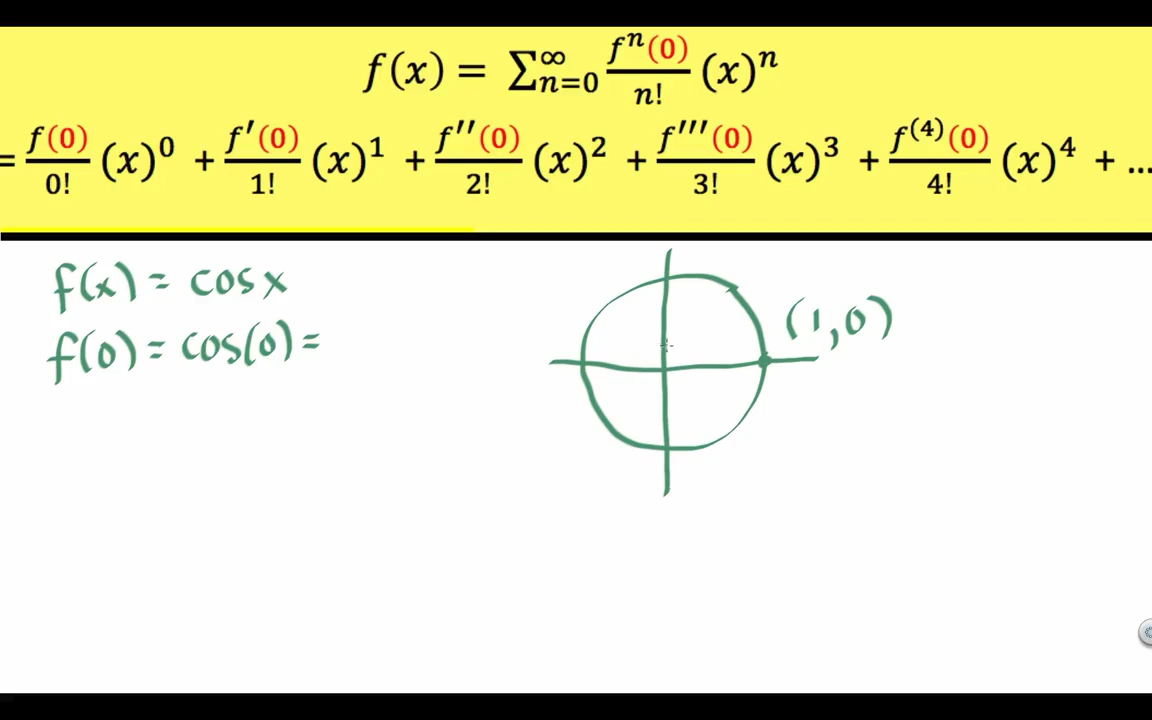 f(x) = ∑_{n=0}^{∞} fⁿ(0)/n! (x)ⁿ
= f(0)/0! (x)⁰ + f′(0)/1! (x)¹ + f′′(0)/2! (x)² + f′′′(0)/3! (x)³ + f⁽⁴⁾(0)/4! (x)⁴ + ...
f(x) = cos x
f(0) = cos(0) =
(1,0)